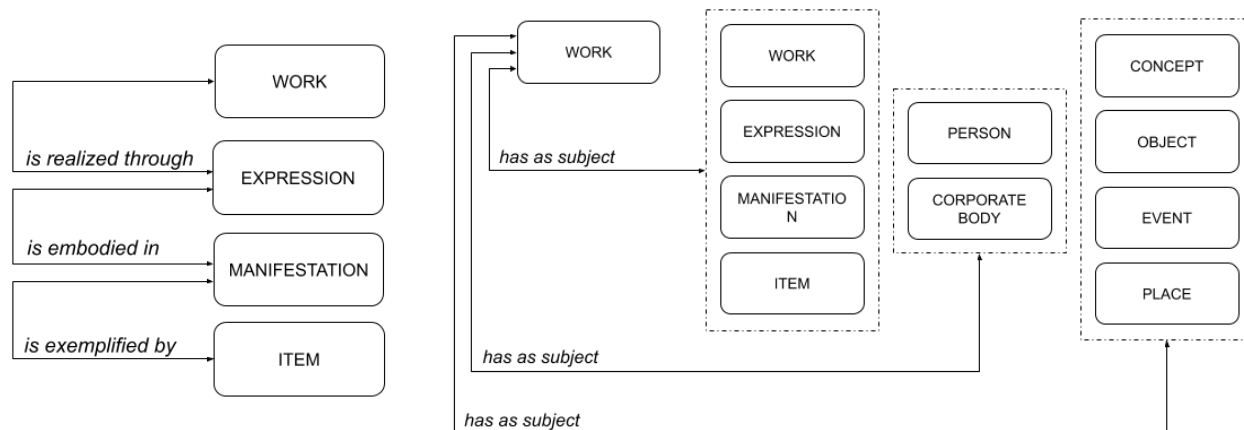 WORK
is realized through
EXPRESSION
is embodied in
MANIFESTATION
is exemplified by
ITEM
WORK
has as subject
has as subject
has as subject
WORK
EXPRESSION
MANIFESTATIO
N
ITEM
PERSON
CORPORATE
BODY
CONCEPT
OBJECT
EVENT
PLACE